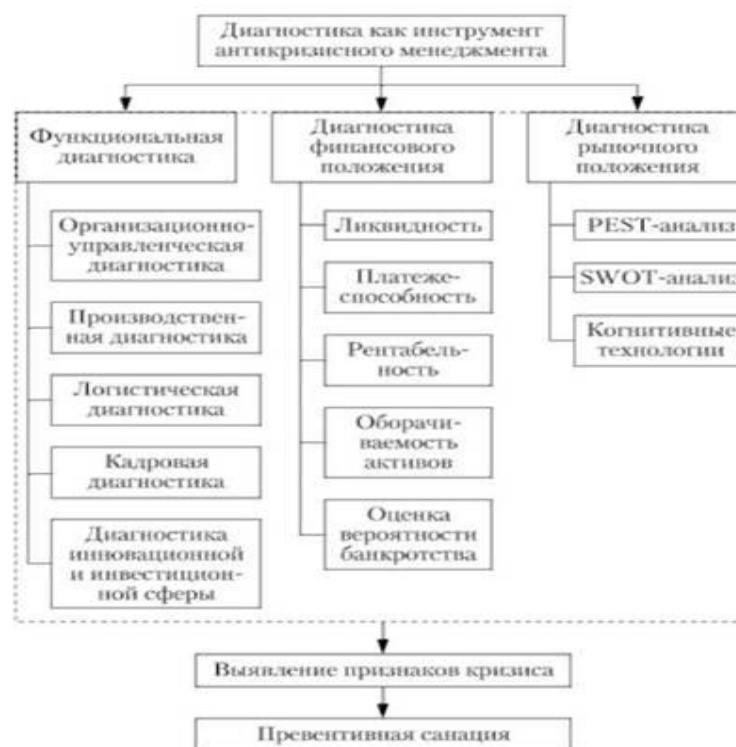 Диагностика как инструмент
антикризисного менеджмента
Функциональная
диагностика
Организационно-
управленческая
диагностика
Производствен-
ная диагностика
Логистическая
диагностика
Кадровая
диагностика
Диагностика
инновационной
и инвестицион-
ной сферы
Диагностика
финансового
положения
Ликвидность
Платеже-
способность
Рентабель-
ность
Оборачи-
ваемость
активов
Оценка
вероятности
банкротства
Диагностика
рыночного
положения
PEST-анализ
SWOT-анализ
Когнитивные
технологии
Выявление признаков кризиса
Превентивная санация